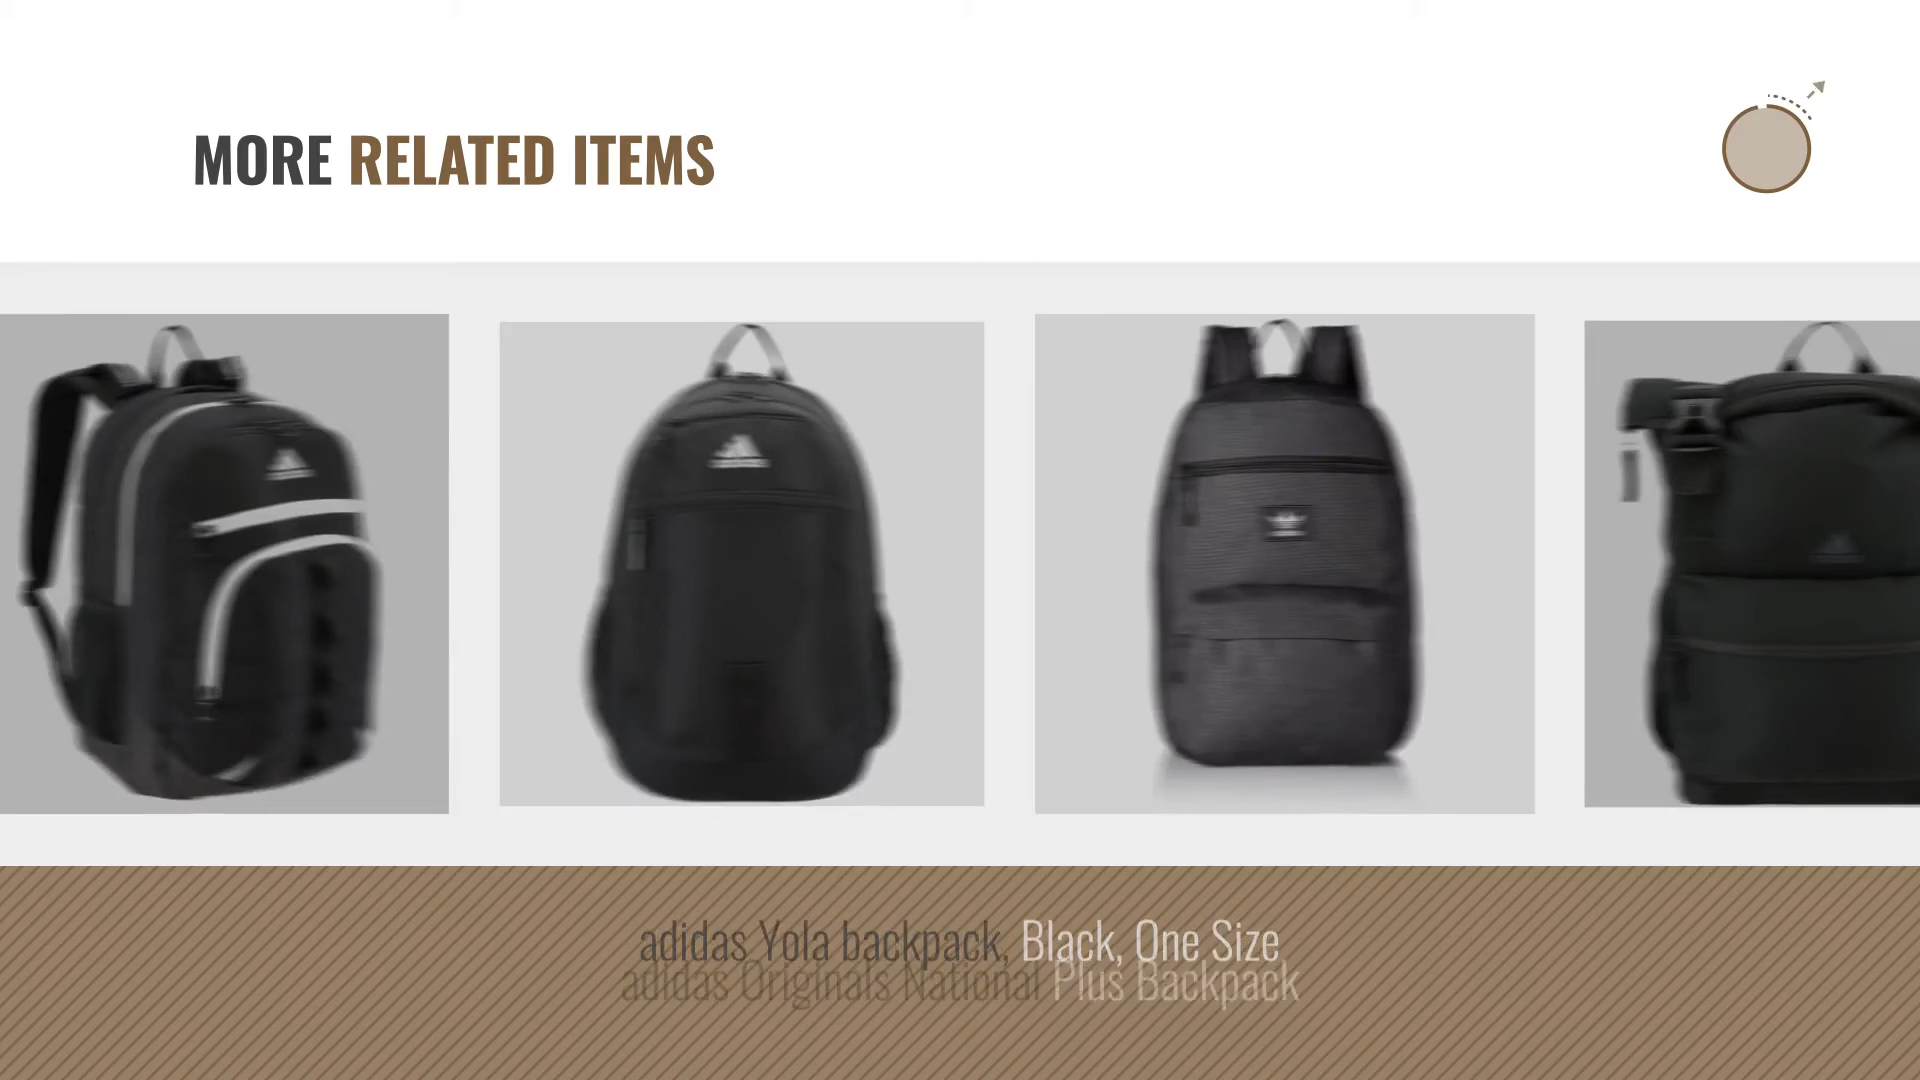 MORE RELATED ITEMS
adidas Yola backpack, Black, One Size
adidas Originals National Plus Backpack